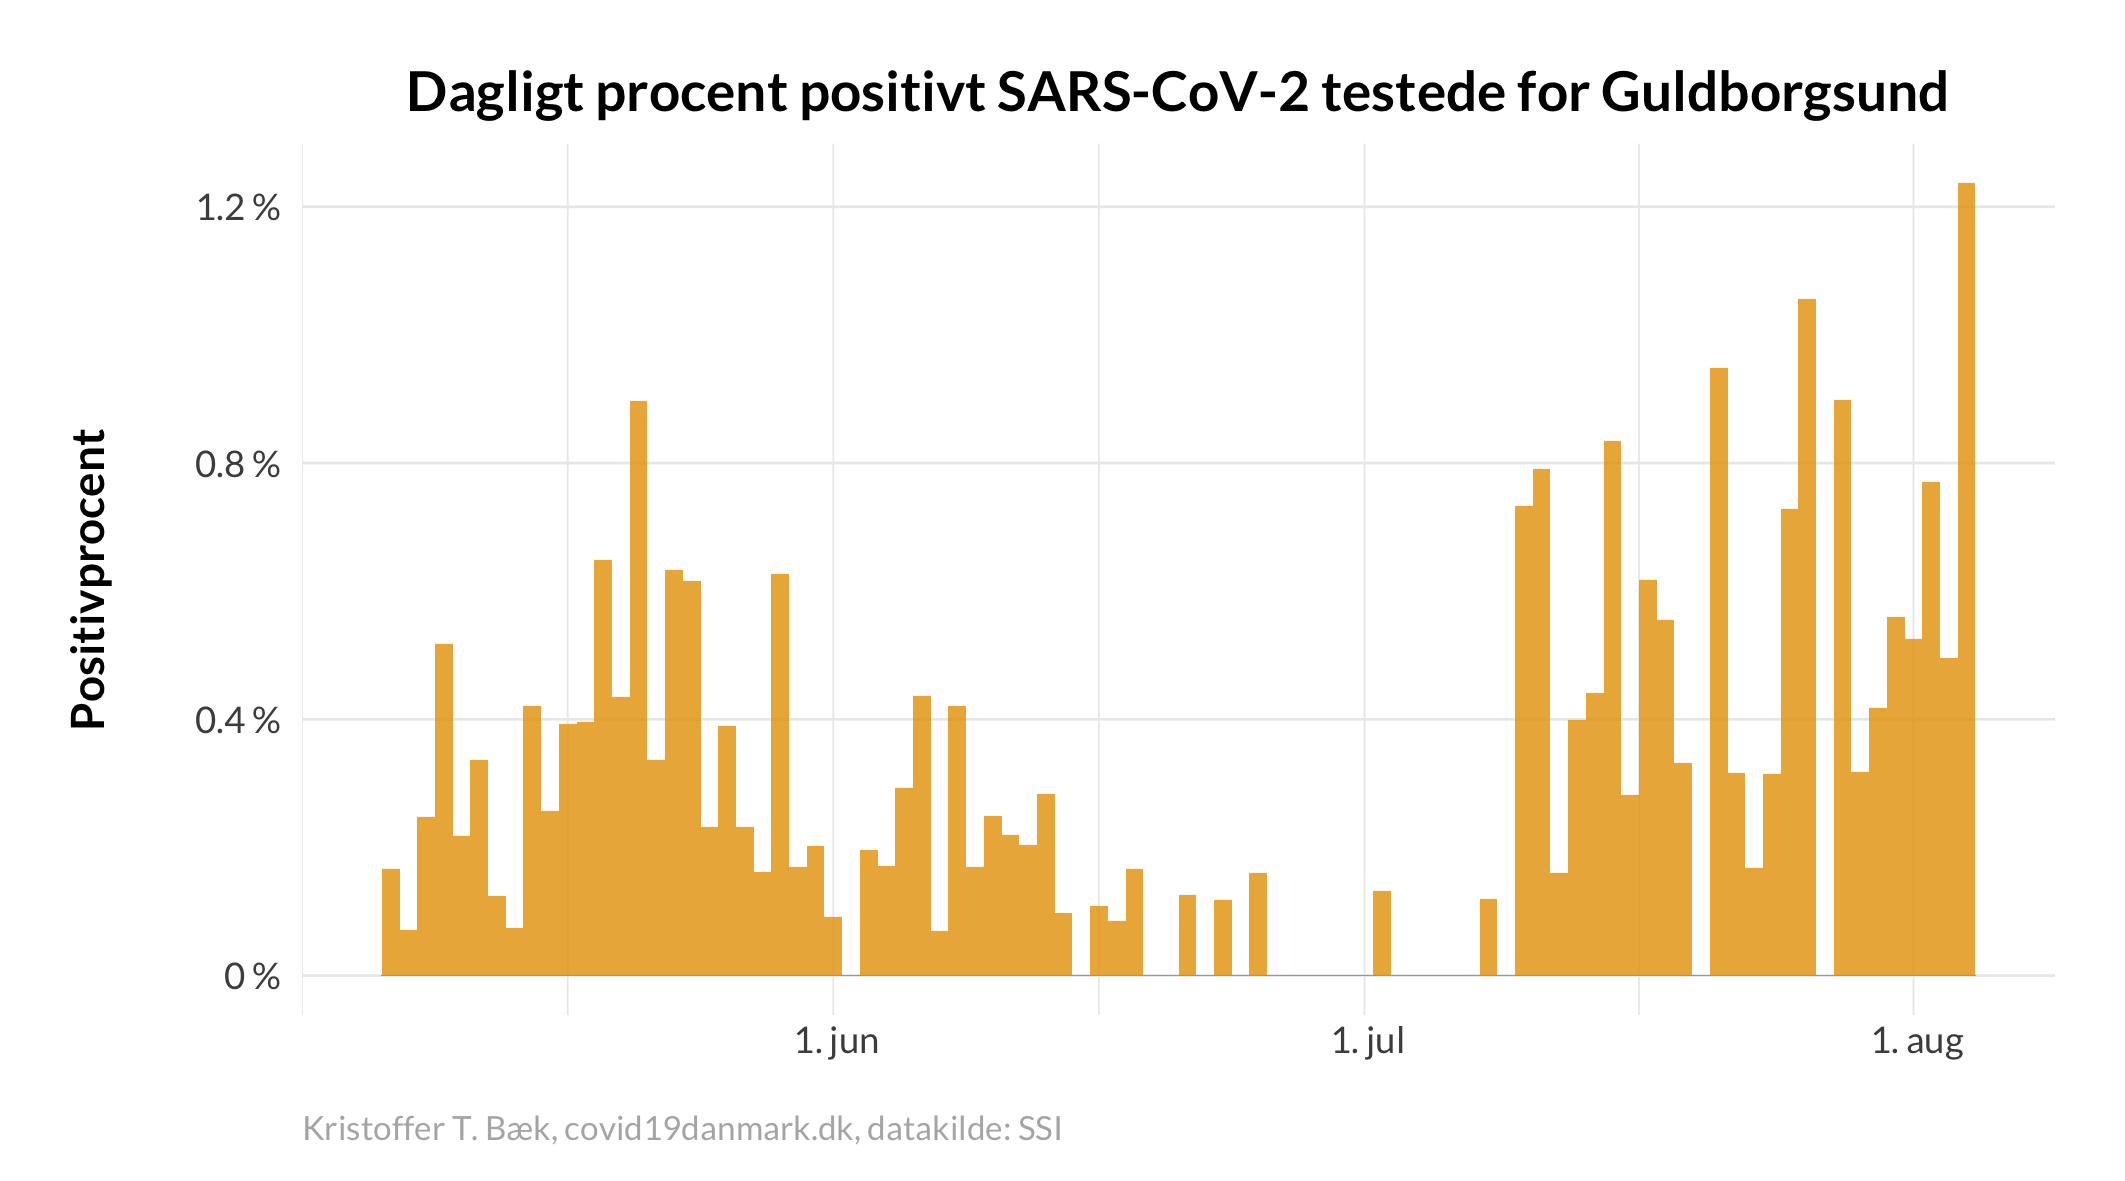 Dagligt procent positivt SARS-CoV-2 testede for Guldborgsund
Positivprocent
1.2 %
0.8 %
0.4 %
0 %
1. jun
1. jul
1. aug
Kristoffer T. Bæk, covid19danmark.dk, datakilde: SSI